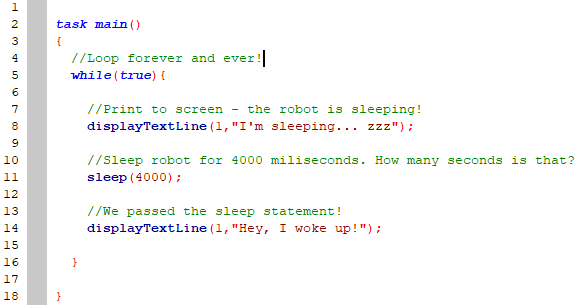 1
2 task main()
3 {
4 //Loop forever and ever!
5 while(true){
6
7 //Print to screen - the robot is sleeping!
8 displayTextLine(1,"I'm sleeping... zzz");
9
10 //Sleep robot for 4000 miliseconds. How many seconds is that?
11 sleep(4000);
12
13 //We passed the sleep statement!
14 displayTextLine(1,"Hey, I woke up!");
15
16 }
17
18 }